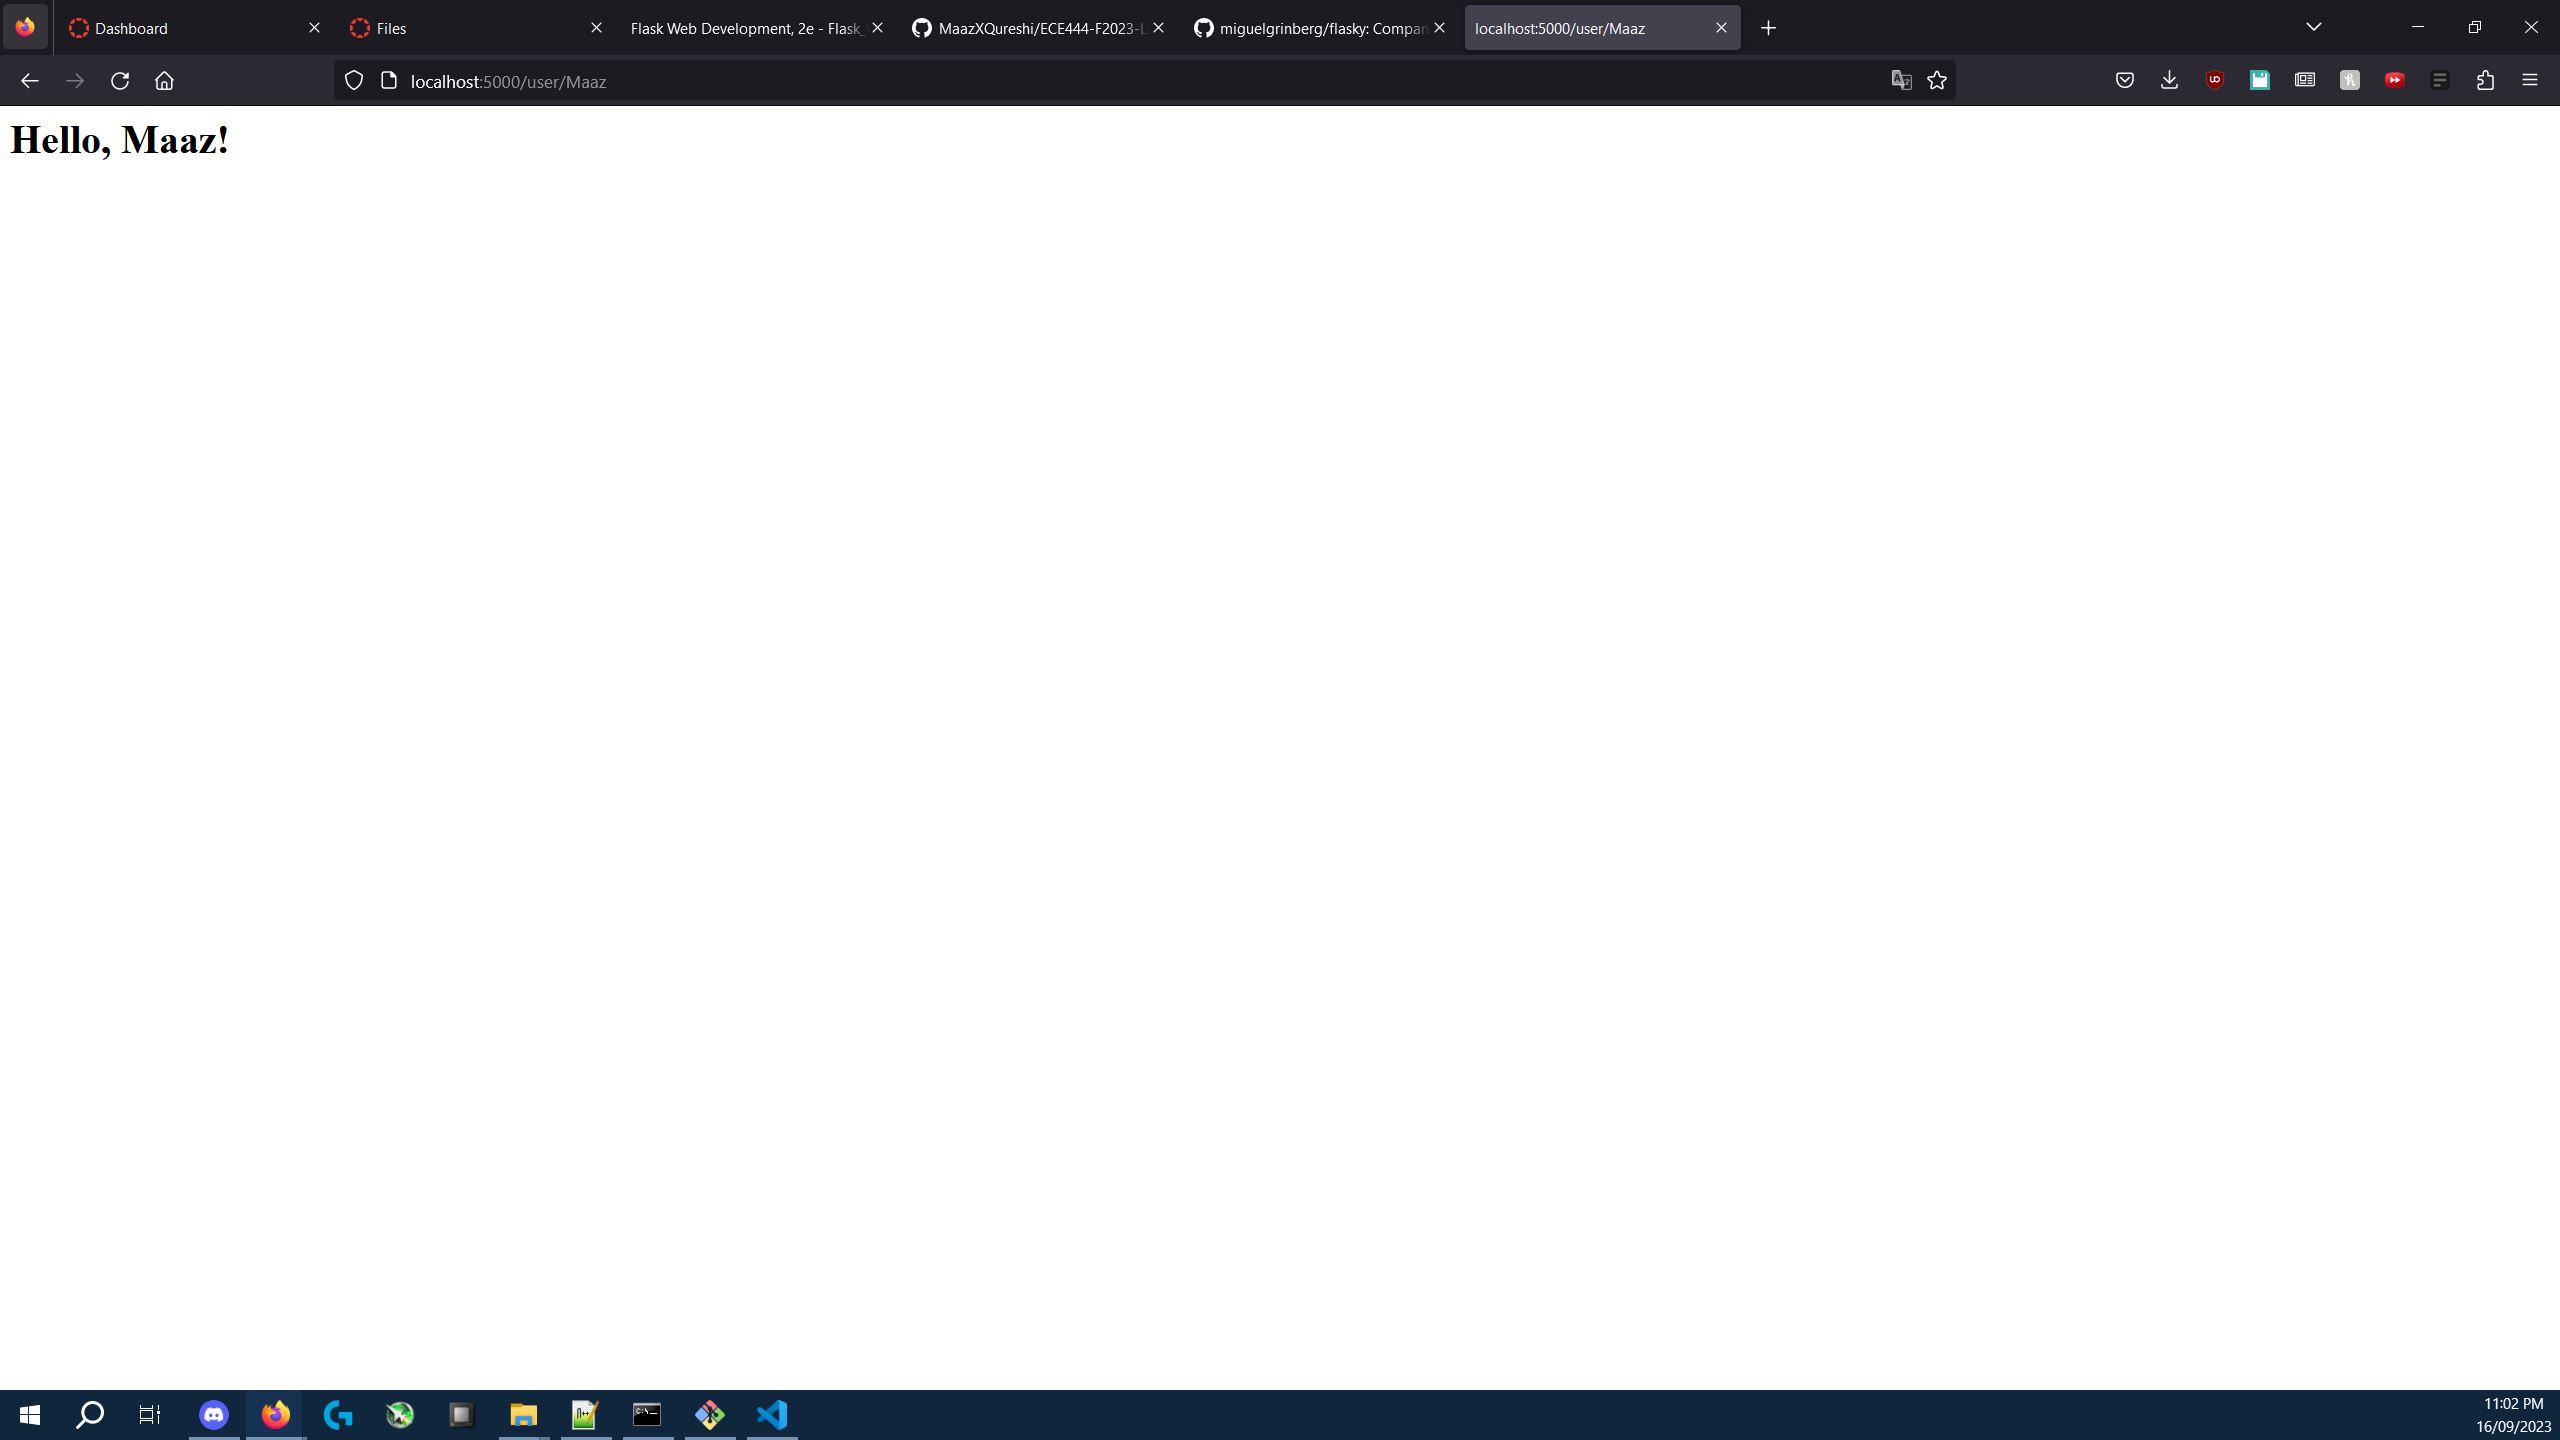 Dashboard
Files
Flask Web Development, 2e - Flask_
MaazXQureshi/ECE444-F2023-L
miguelgrinberg/flasky: Compan
localhost:5000/user/Maaz
localhost:5000/user/Maaz
Hello, Maaz!
11:02 PM
16/09/2023